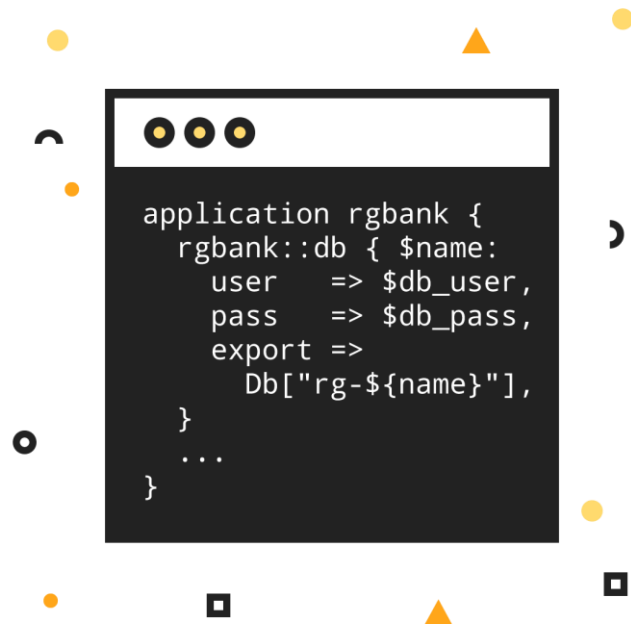 application rgbank {
  rgbank::db { $name:
    user   => $db_user,
    pass   => $db_pass,
    export =>
      Db["rg-${name}"],
  }
  ...
}